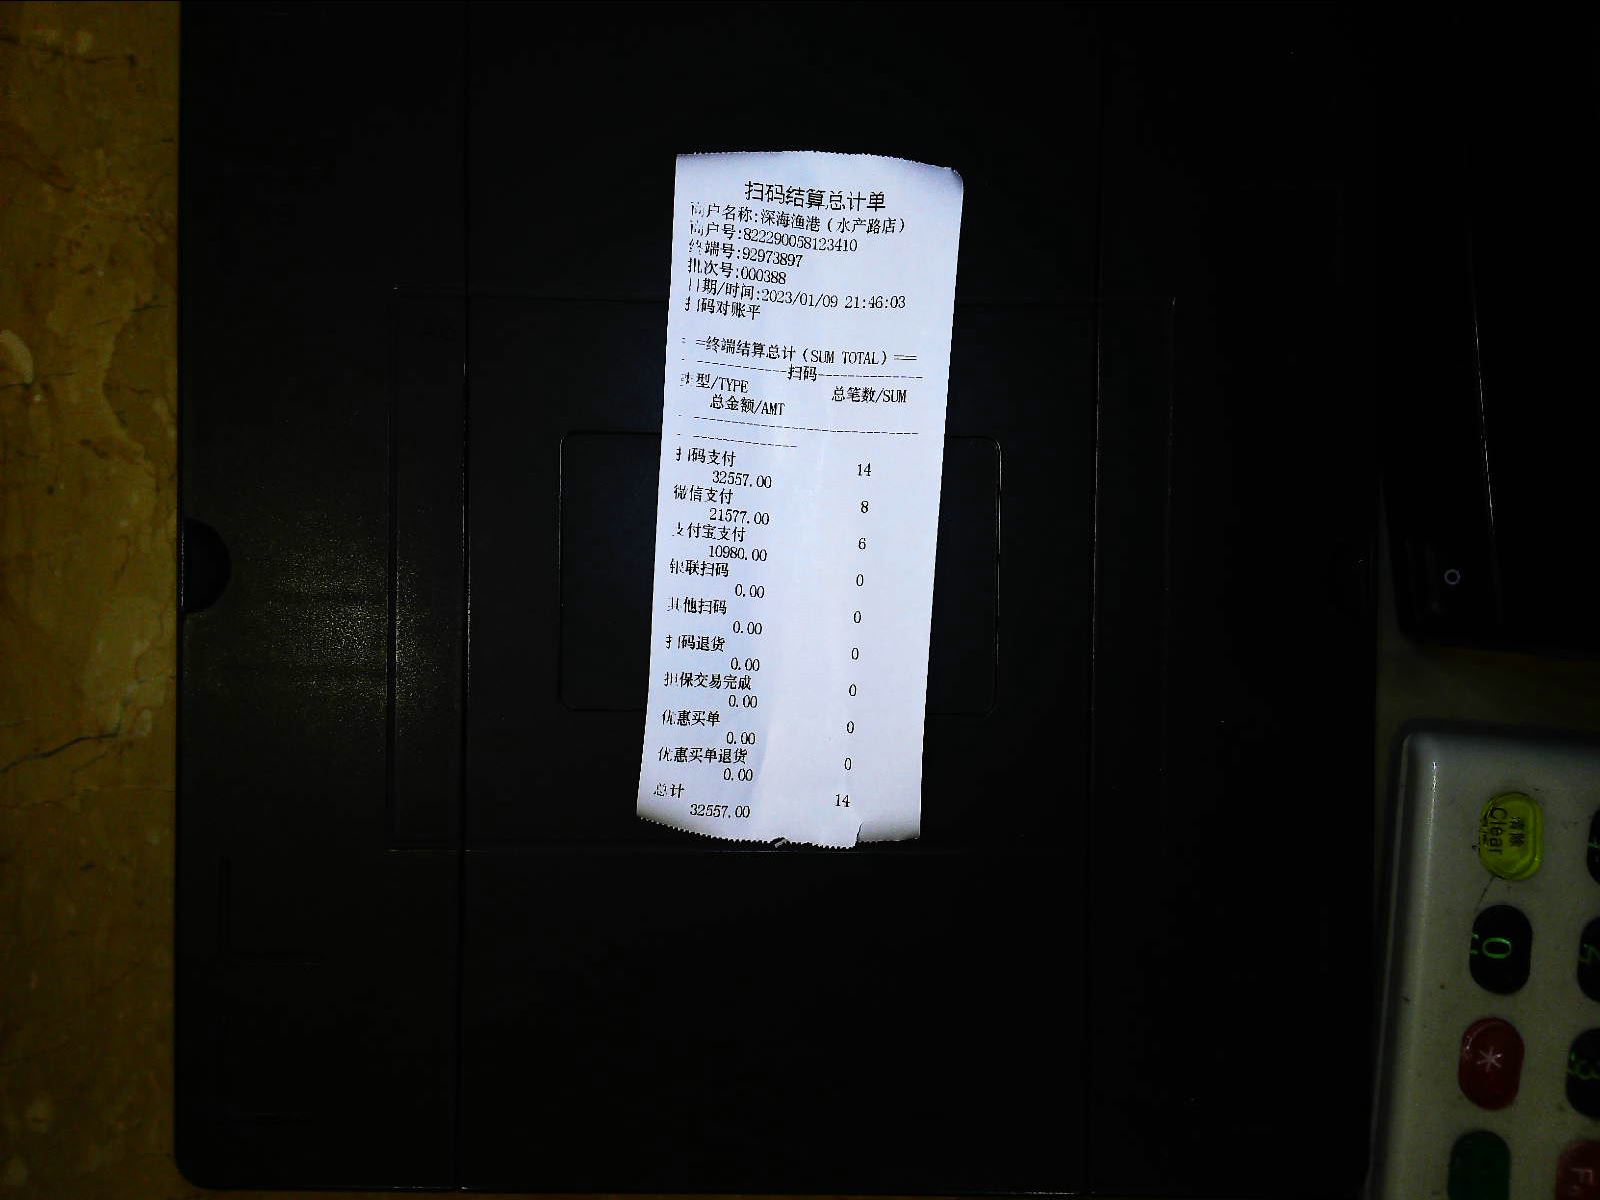 扫码结算总计单
商户名称:深海渔港（水产路店）
商户号:822290058123410
终端号:92973897
批次号:000388
日期/时间:2023/01/09 21:46:03
扫码对账平
= =终端结算总计（SUM TOTAL）===
- -----------扫码---------------
类型/TYPE 总笔数/SUM
总金额/AMT
扫码支付 14
32557.00
微信支付 8
21577.00
支付宝支付 6
10980.00
银联扫码 0
0.00
其他扫码 0
0.00
扫码退货 0
0.00
担保交易完成 0
0.00
优惠买单 0
0.00
优惠买单退货 0
0.00
总计 14
32557.00
清除
Clear
0
*
3